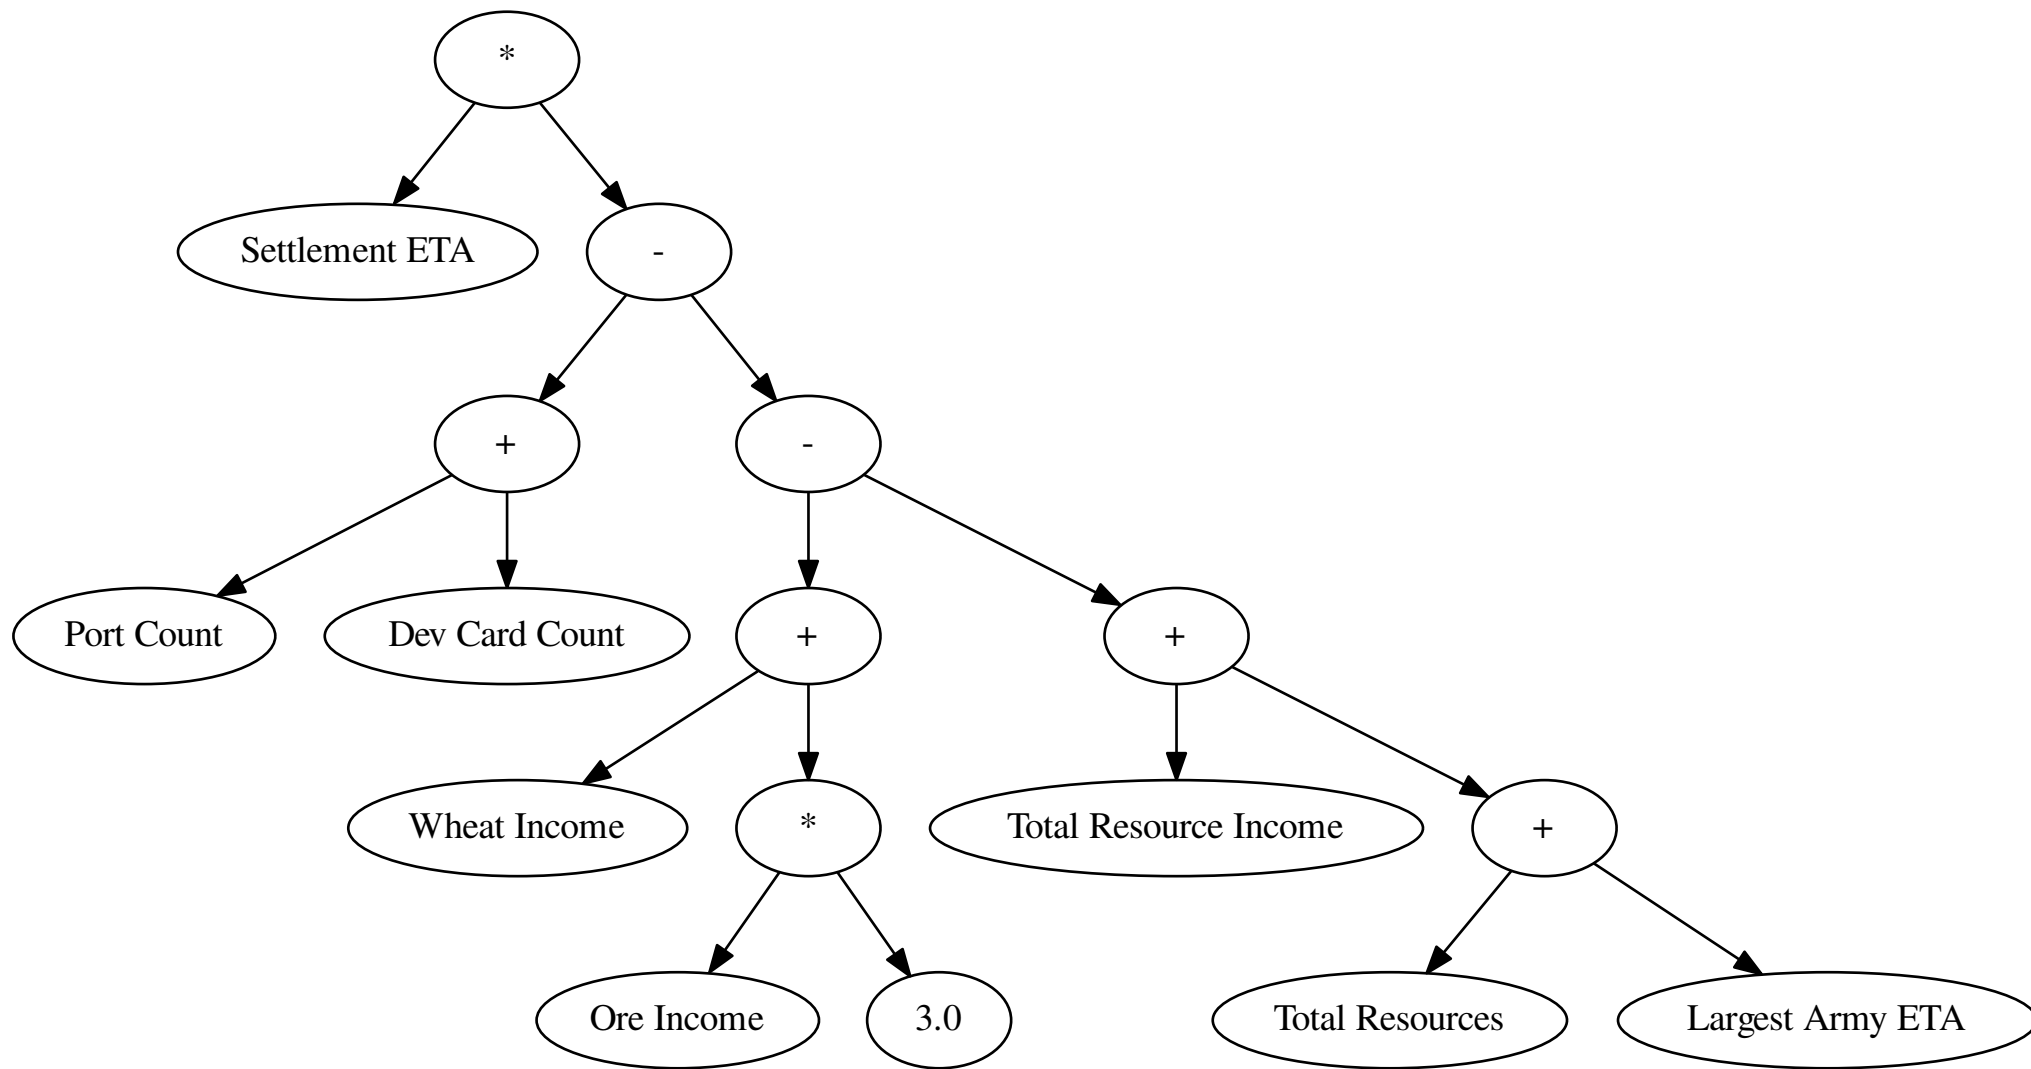 *
Settlement ETA
-
+
-
Port Count
Dev Card Count
+
+
Wheat Income
*
Total Resource Income
+
Ore Income
3.0
Total Resources
Largest Army ETA